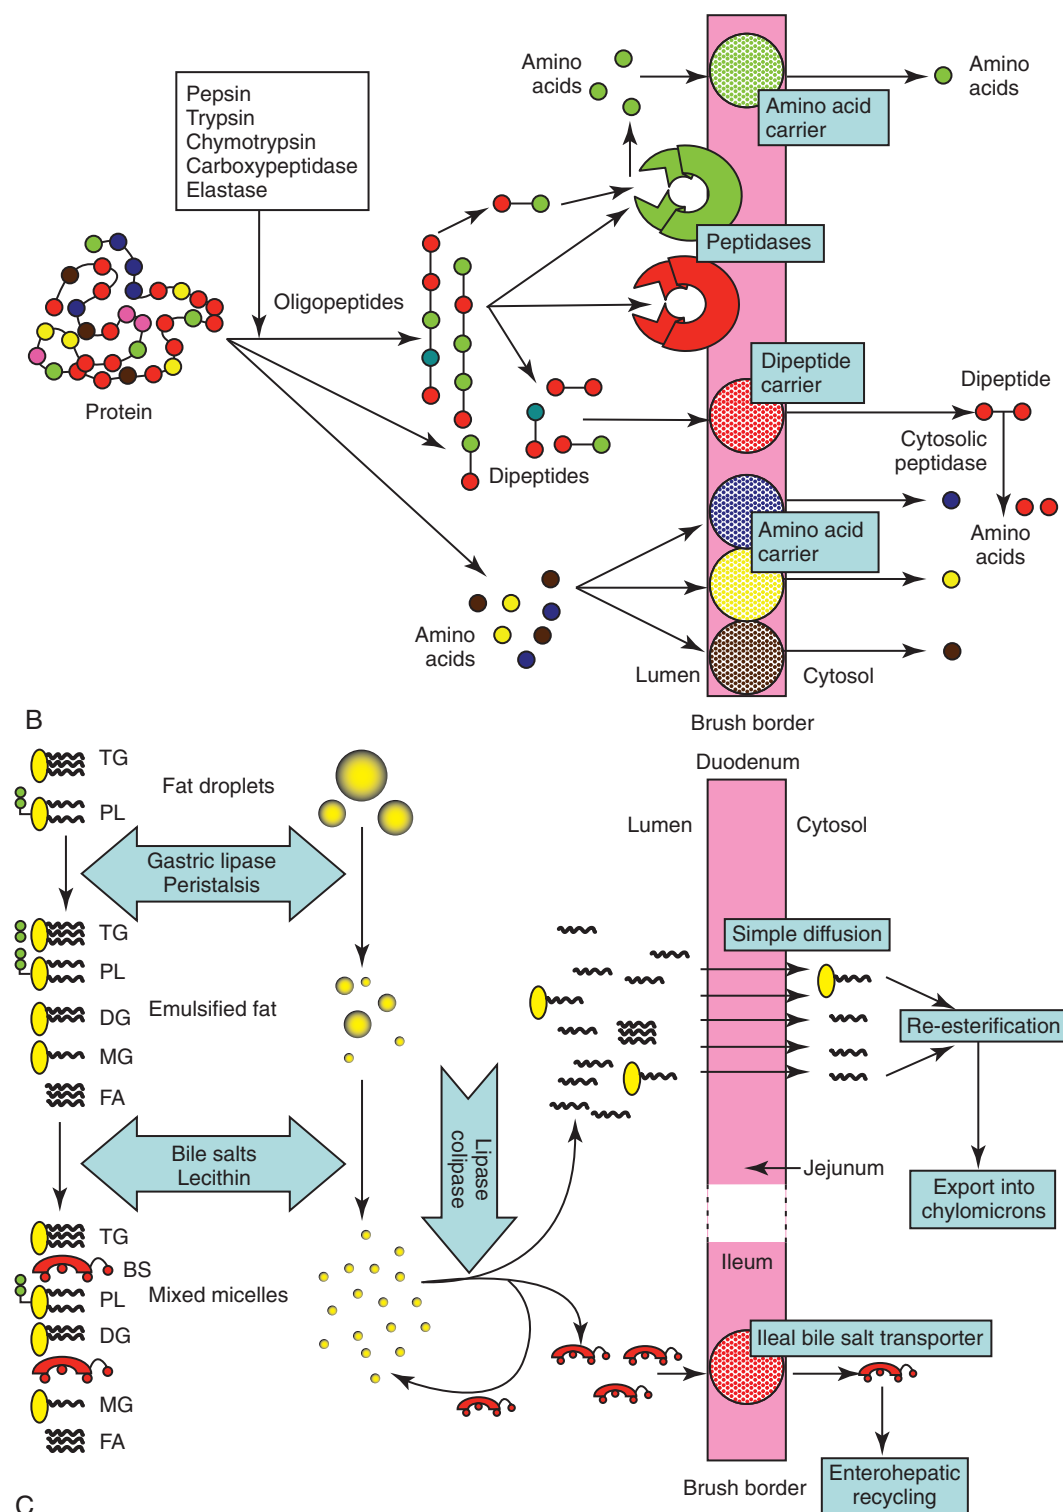 Amino
acids
Amino
acids
Amino acid
carrier
Pepsin
Trypsin
Chymotrypsin
Carboxypeptidase
Elastase
Peptidases
Oligopeptides
Protein
Dipeptide
carrier
Dipeptide
Cytosolic
peptidase
Dipeptides
Amino acid
carrier
Amino
acids
Amino
acids
Lumen
Cytosol
B
Brush border
Duodenum
TG
Fat droplets
PL
Lumen
Cytosol
Gastric lipase
Peristalsis
TG
Simple diffusion
PL
DG
Emulsified fat
Re-esterification
MG
FA
Lipase
colipase
Bile salts
Lecithin
Jejunum
Export into
chylomicrons
TG
BS
Ileum
PL
Mixed micelles
DG
Ileal bile salt transporter
MG
FA
Brush border
Enterohepatic
recycling
C